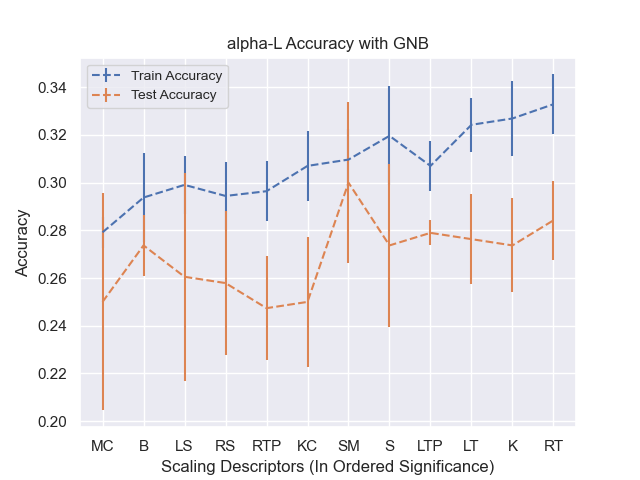 alpha-L Accuracy with GNB
Train Accuracy
Test Accuracy
Accuracy
0.34
0.32
0.30
0.28
0.26
0.24
0.22
0.20
MC B LS RS RTP KC SM S LTP LT K RT
Scaling Descriptors (In Ordered Significance)